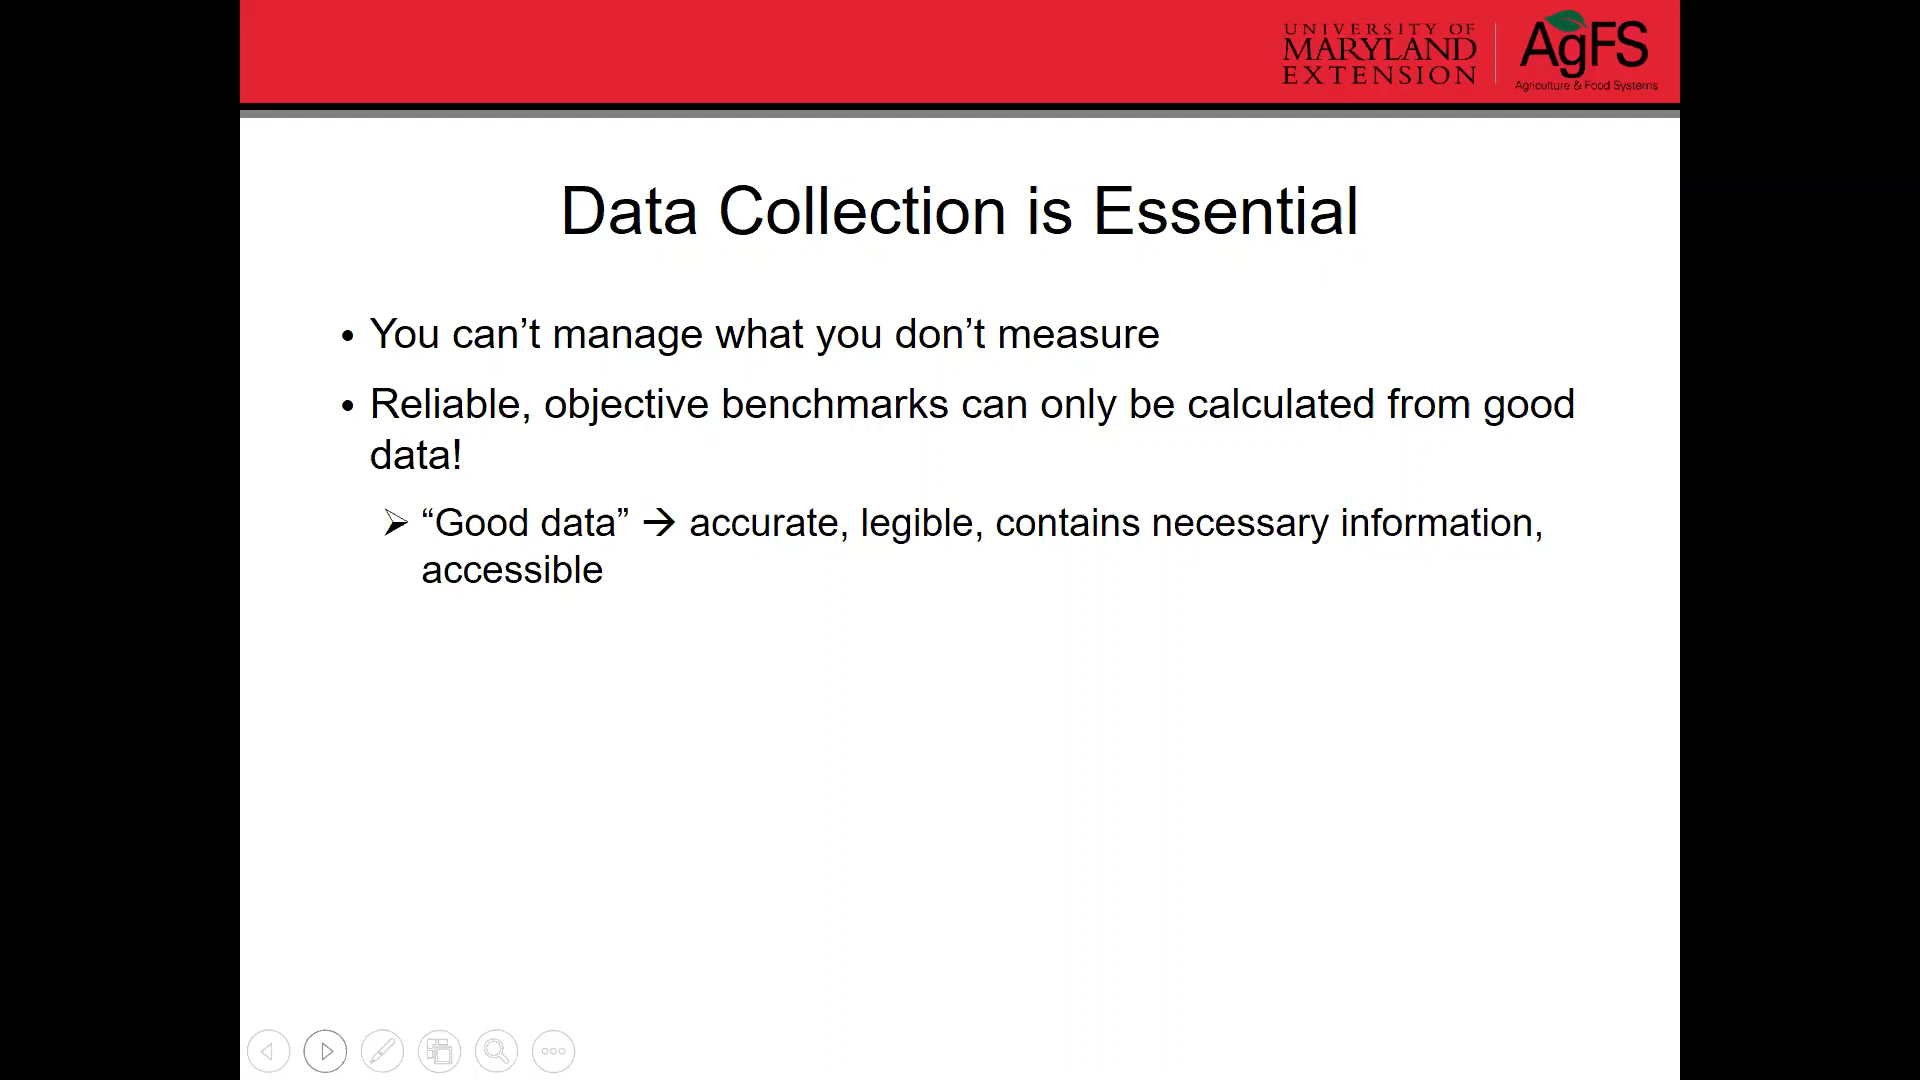 UNIVERSITY OF
MARYLAND
EXTENSION
AgFS
Agriculture & Food Systems
Data Collection is Essential
• You can’t manage what you don’t measure
• Reliable, objective benchmarks can only be calculated from good
data!
➢ “Good data” → accurate, legible, contains necessary information,
accessible